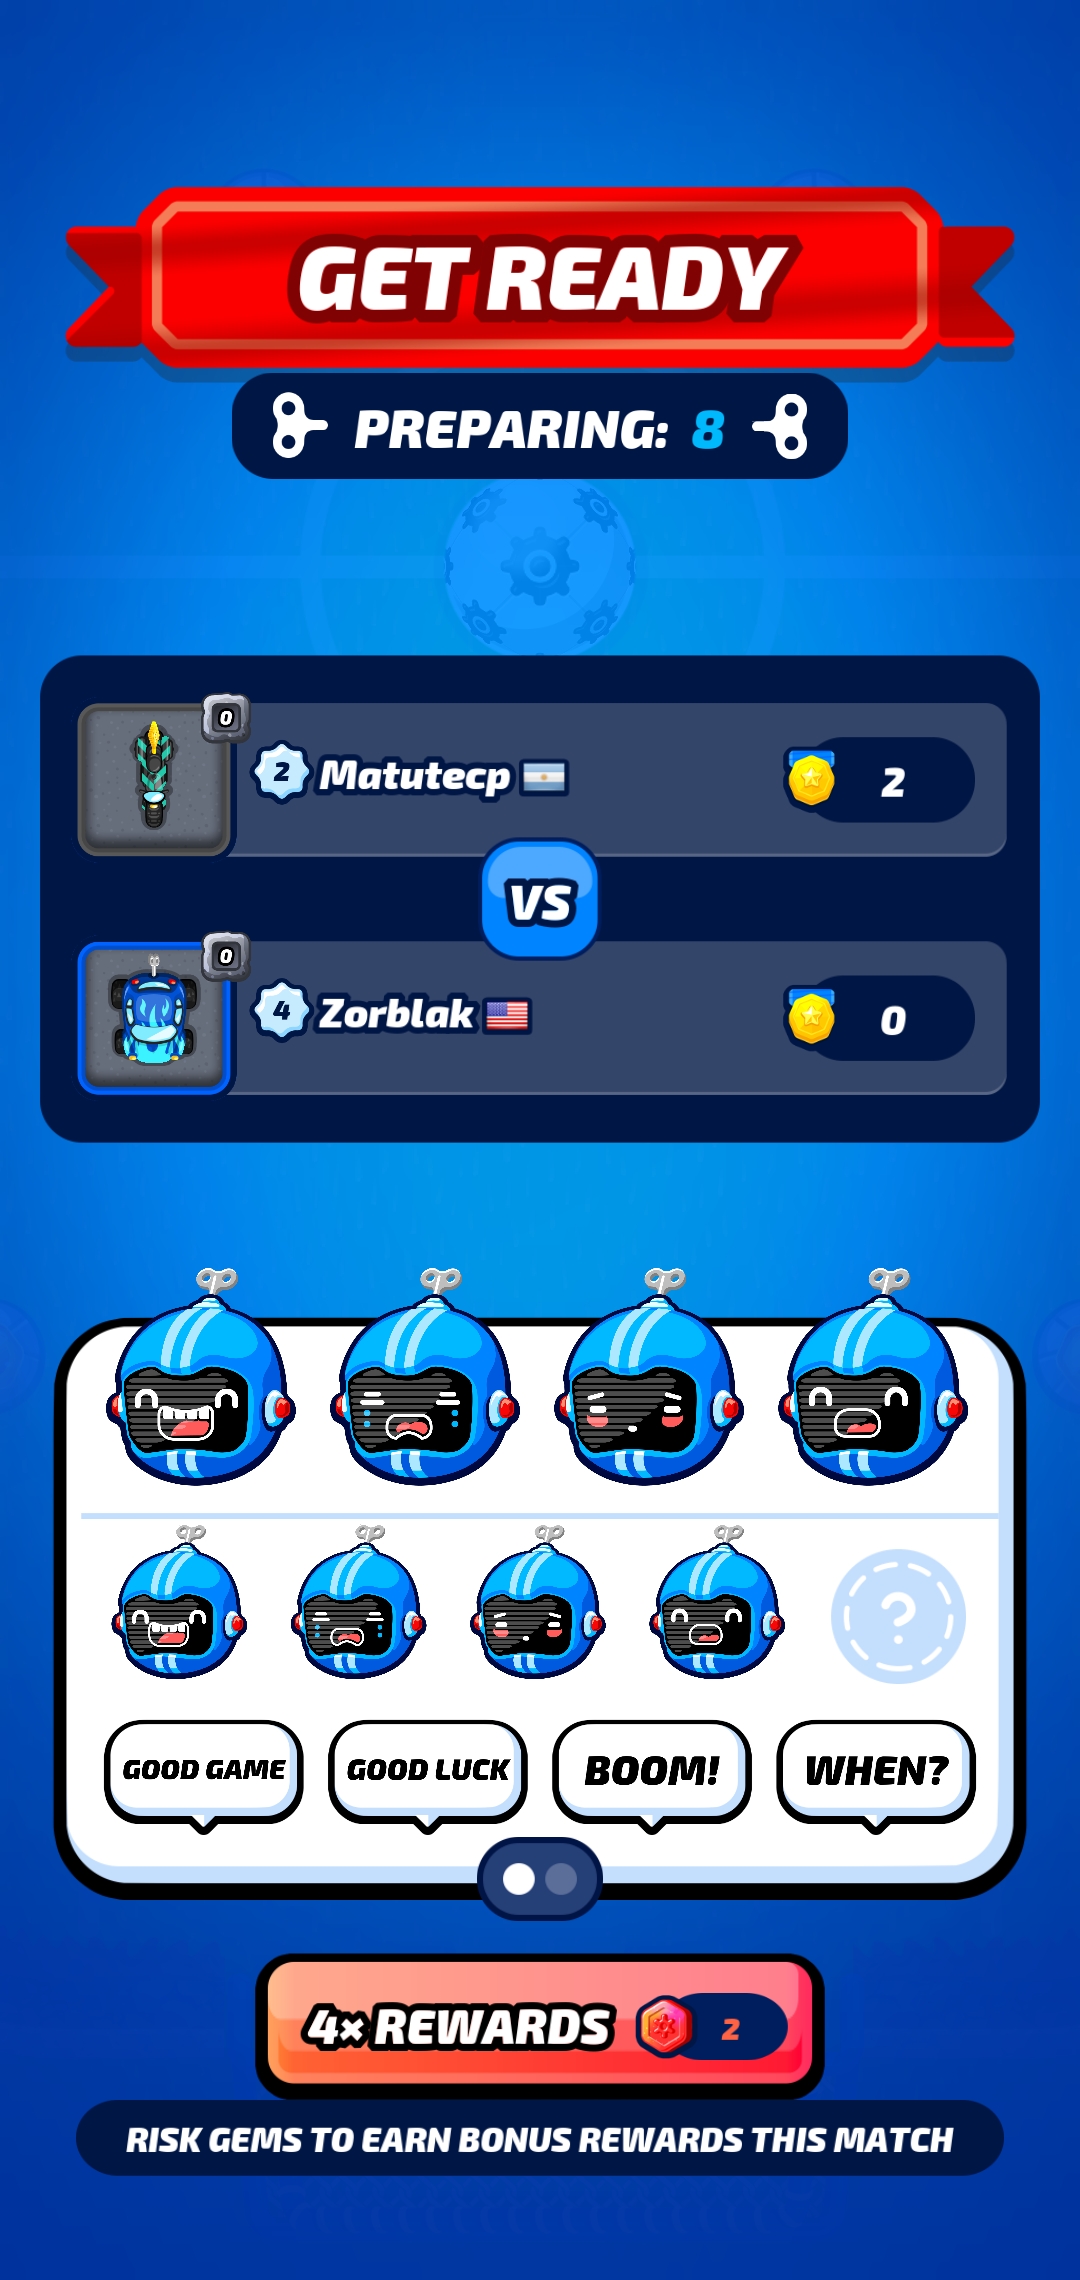 GET READY
PREPARING: 8
0
2 Matutecp 2
VS
0
4 Zorblak 0
?
GOOD GAME GOOD LUCK BOOM! WHEN?
4× REWARDS 2
RISK GEMS TO EARN BONUS REWARDS THIS MATCH